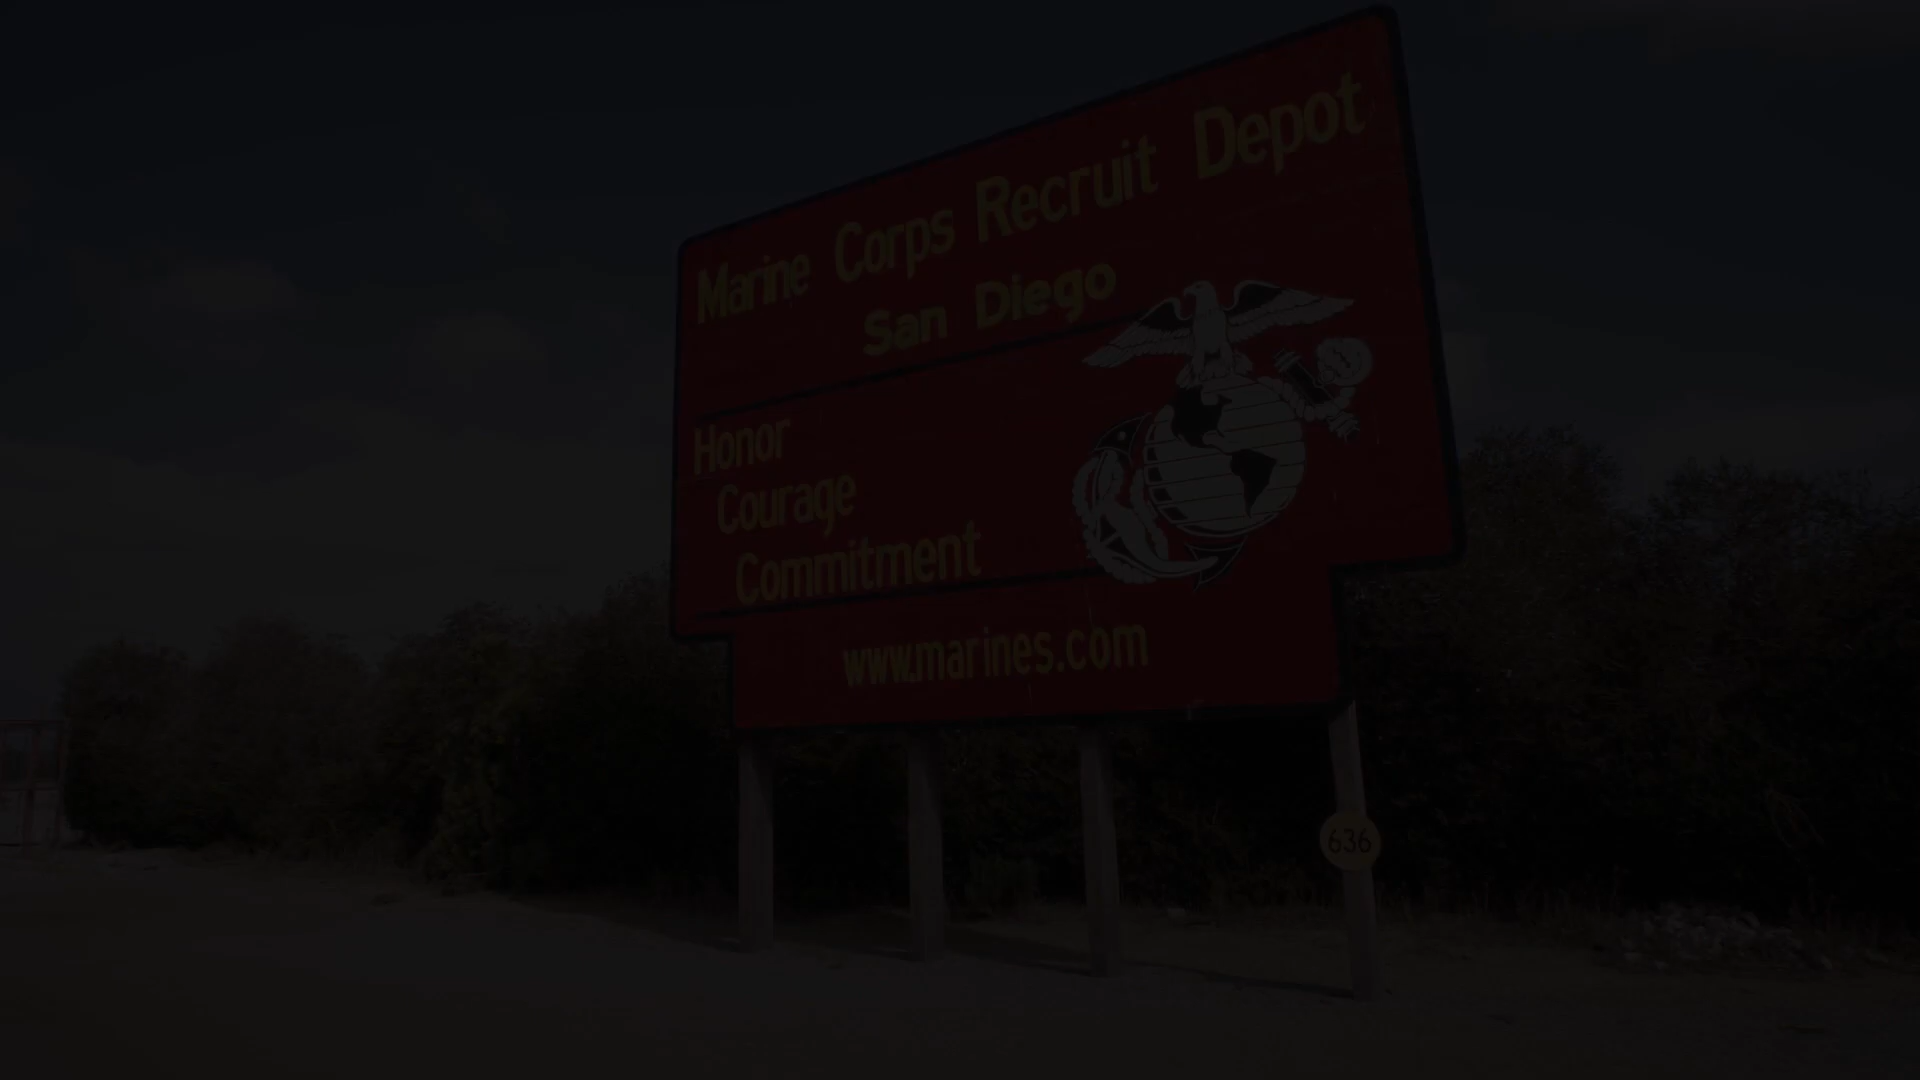 Marine Corps Recruit Depot
San Diego
Honor
Courage
Commitment
www.marines.com
636